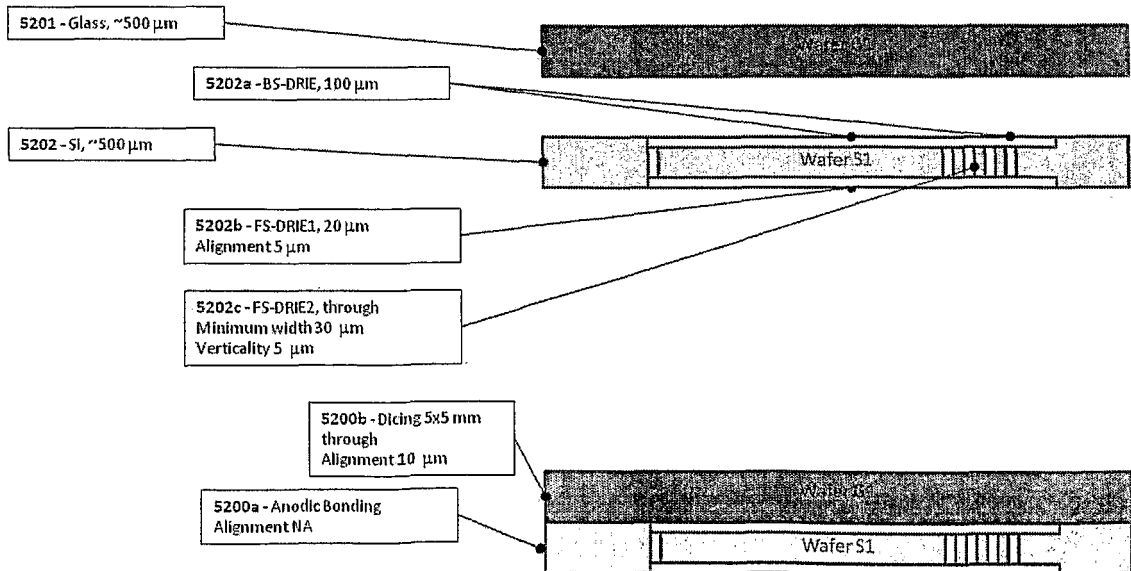 5201 - Glass, ~500 μm
Wafer
5202a - BS-DRIE, 100 μm
5202 - SI, ~500 μm
Wafer S1
5202b - FS-DRIE1, 20 μm
Alignment 5 μm
5202c - FS-DRIE2, through
Minimum width 30 μm
Verticality 5 μm
5200b - Dicing 5x5 mm
through
Alignment 10 μm
Wafer
5200a - Anodic Bonding
Alignment NA
Wafer S1